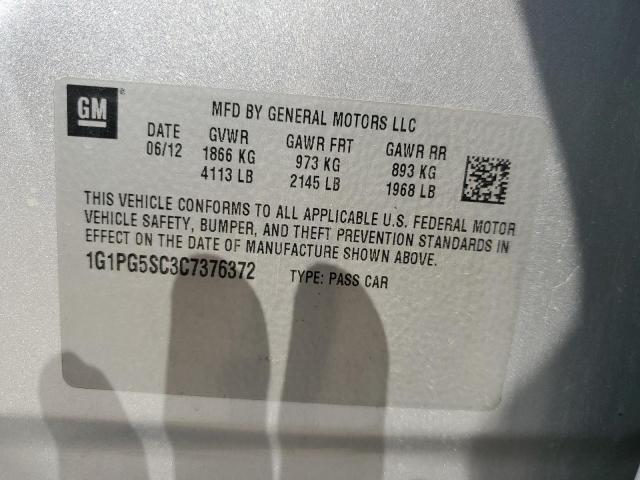 GM
MFD BY GENERAL MOTORS LLC
DATE GVWR GAWR FRT GAWR RR
06/12 1866 KG 973 KG 893 KG
4113 LB 2145 LB 1968 LB
THIS VEHICLE CONFORMS TO ALL APPLICABLE U.S. FEDERAL MOTOR
VEHICLE SAFETY, BUMPER, AND THEFT PREVENTION STANDARDS IN
EFFECT ON THE DATE OF MANUFACTURE SHOWN ABOVE.
1G1PG5SC3C7376372 TYPE: PASS CAR